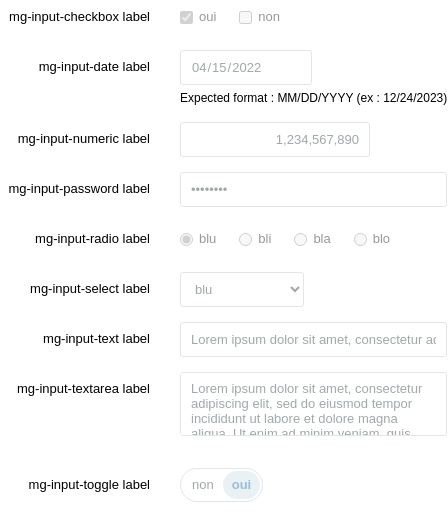 mg-input-checkbox label oui non
mg-input-date label 04/15/2022
Expected format : MM/DD/YYYY (ex : 12/24/2023)
mg-input-numeric label 1,234,567,890
mg-input-password label ••••••••
mg-input-radio label blu bli bla blo
mg-input-select label blu
mg-input-text label Lorem ipsum dolor sit amet, consectetur ad
mg-input-textarea label Lorem ipsum dolor sit amet, consectetur
adipiscing elit, sed do eiusmod tempor
incididunt ut labore et dolore magna
aliqua. Ut enim ad minim veniam, quis
mg-input-toggle label non oui